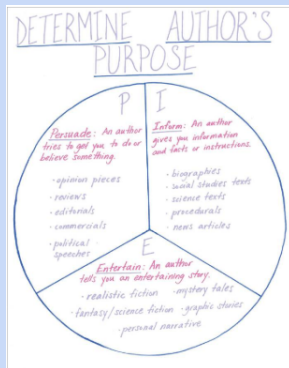 DETERMINE AUTHOR'S
PURPOSE
P
Persuade: An author
tries to get you to do or
believe something.
· opinion pieces
· reviews
· editorials
· commercials
· political
speeches
I
Inform: An author
gives you information
and facts or instructions.
· biographies
· social studies texts
· science texts
· procedurals
· news articles
E
Entertain: An author
tells you an entertaining story.
· realistic fiction · mystery tales
· fantasy/science fiction · graphic stories
· personal narrative